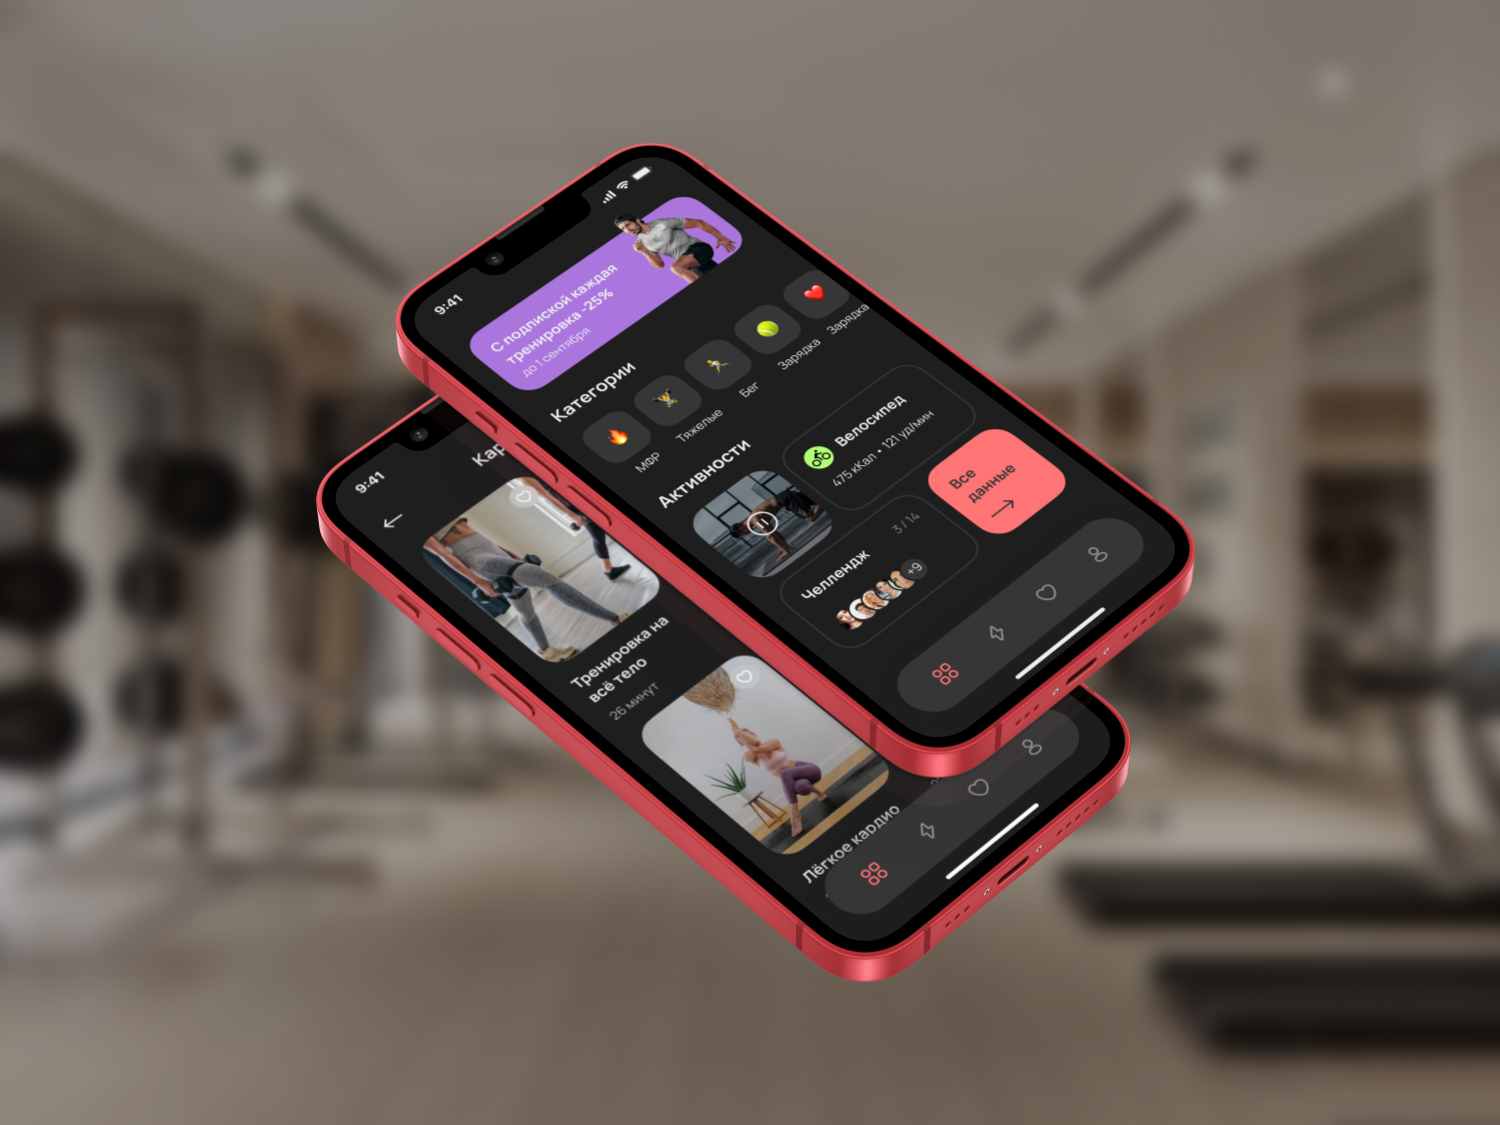 9:41
С подпиской каждая
тренировка -25%
до 1 сентября
Категории
МФР
Тяжелые
Бег
Зарядка
Зарядка
Активности
Велосипед
475 кКал • 121 уд/мин
Все
данные
Челлендж
3 / 14
+9
9:41
Кар
Тренировка на
всё тело
26 минут
Лёгкое кардио